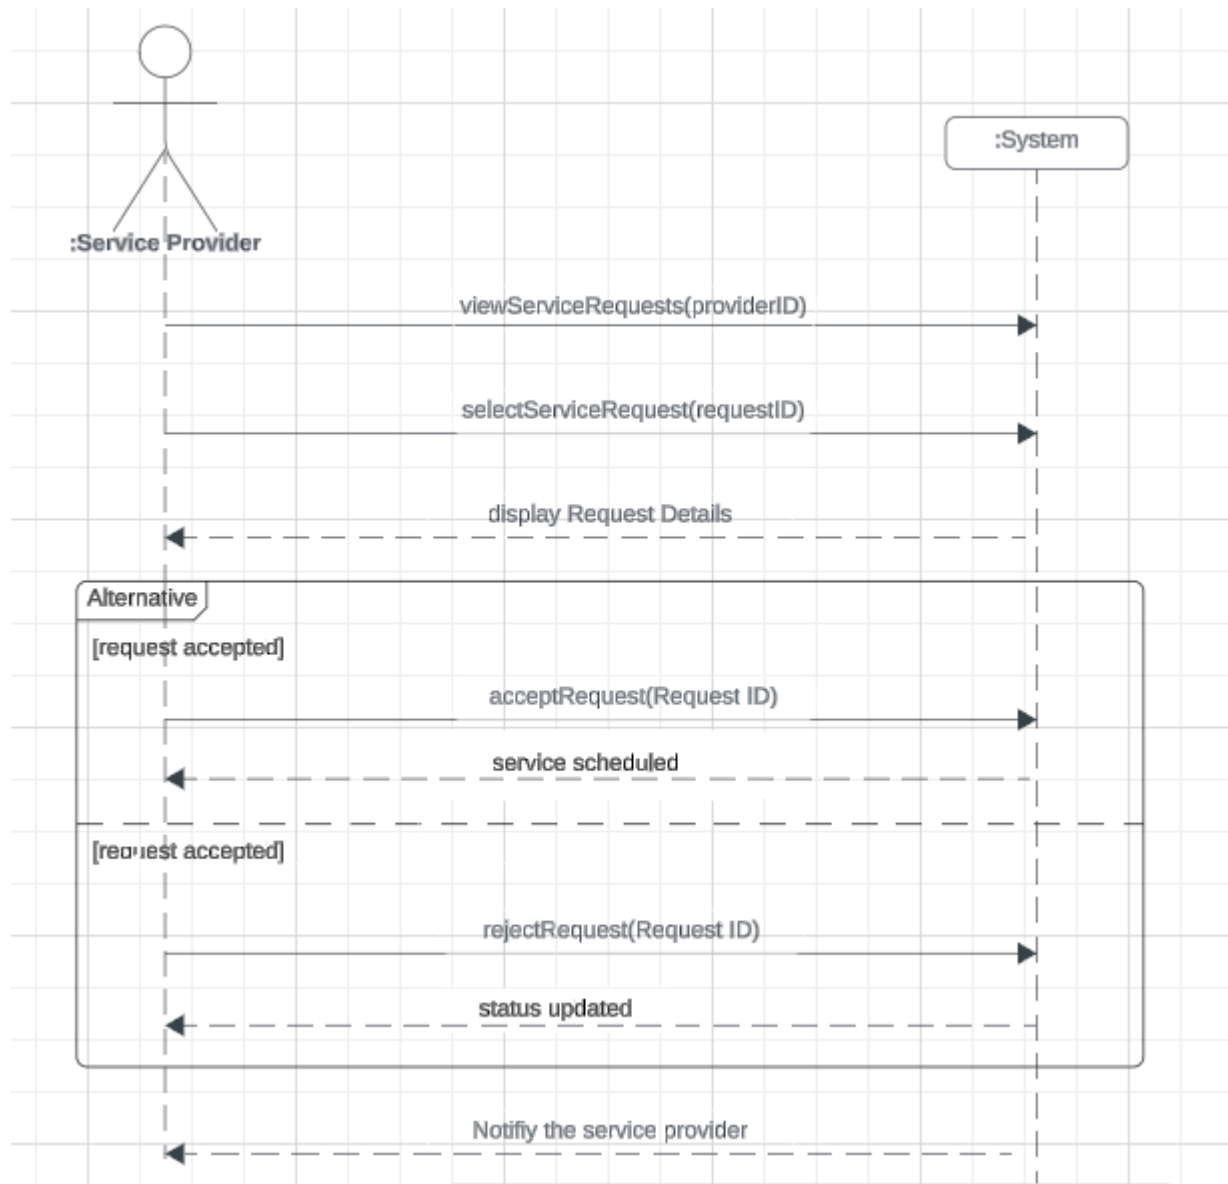 :System
:Service Provider
viewServiceRequests(providerID)
selectServiceRequest(requestID)
display Request Details
Alternative
[request accepted]
acceptRequest(Request ID)
service scheduled
[request accepted]
rejectRequest(Request ID)
status updated
Notifiy the service provider